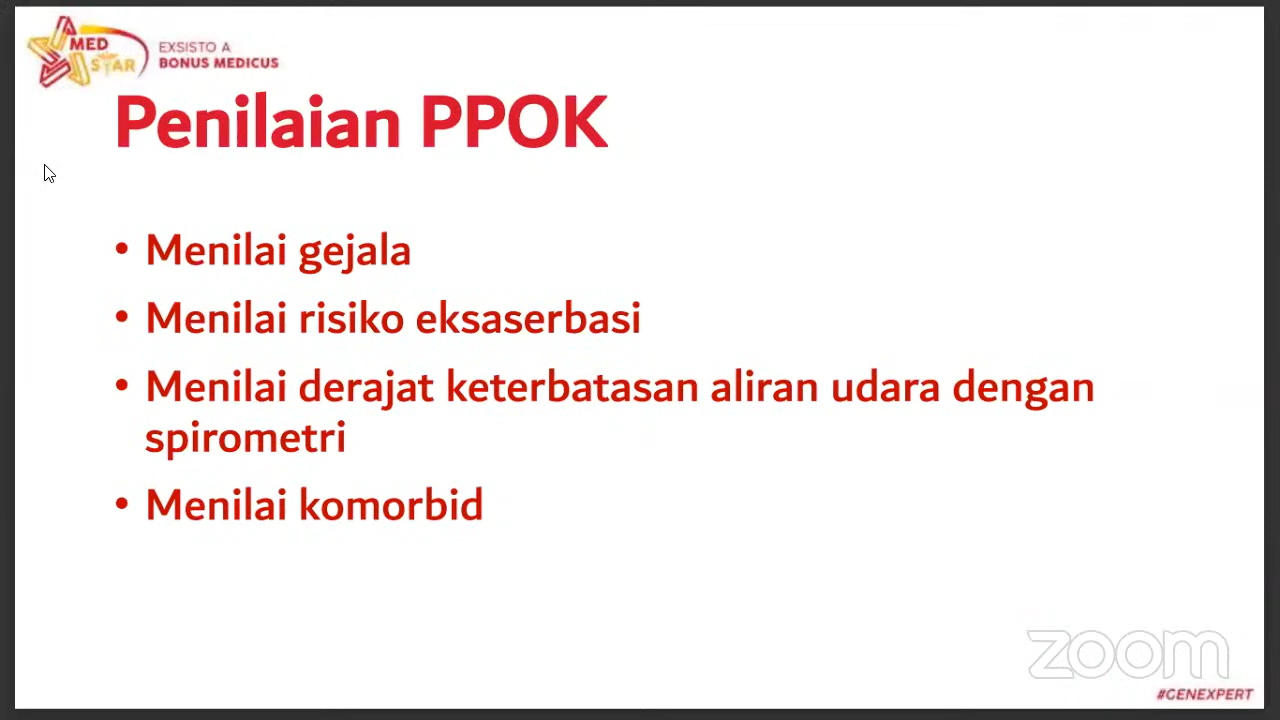 MED
STAR
EXSISTO A
BONUS MEDICUS
Penilaian PPOK
• Menilai gejala
• Menilai risiko eksaserbasi
• Menilai derajat keterbatasan aliran udara dengan
spirometri
• Menilai komorbid
zoom
#GENEXPERT